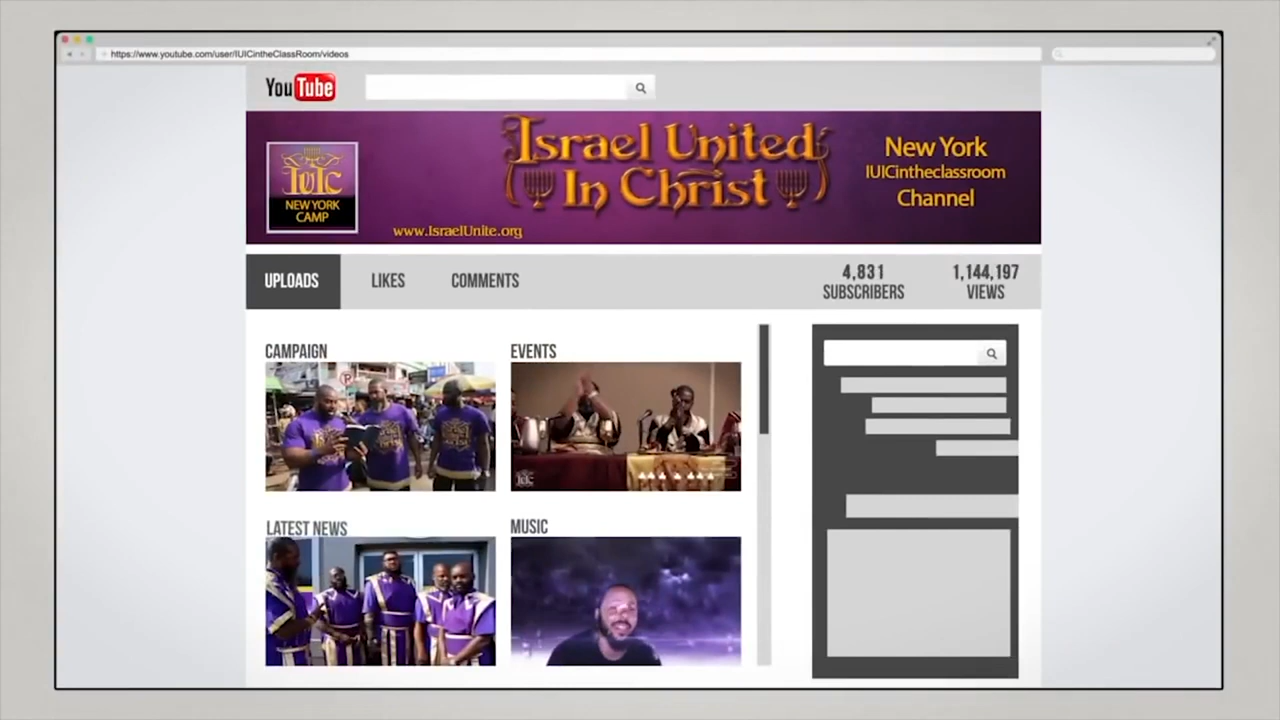 https://www.youtube.com/user/IUICintheClassRoom/videos
YouTube
Israel United
In Christ
New York
IUICintheclassroom
Channel
IUIC
NEW YORK
CAMP
www.IsraelUnite.org
UPLOADS
LIKES
COMMENTS
4,831
SUBSCRIBERS
1,144,197
VIEWS
CAMPAIGN
EVENTS
P
IUIC
LATEST NEWS
MUSIC